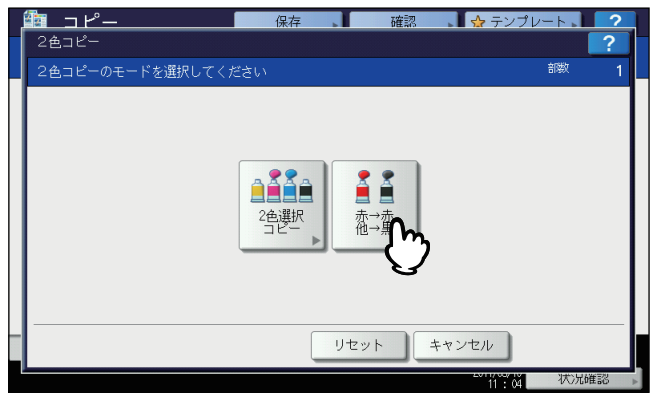 コピー 保存 確認 テンプレート ?
2色コピー ?
2色コピーのモードを選択してください 部数 1
2色選択
コピー
赤→赤
他→黒
リセット キャンセル
11：04 状況確認